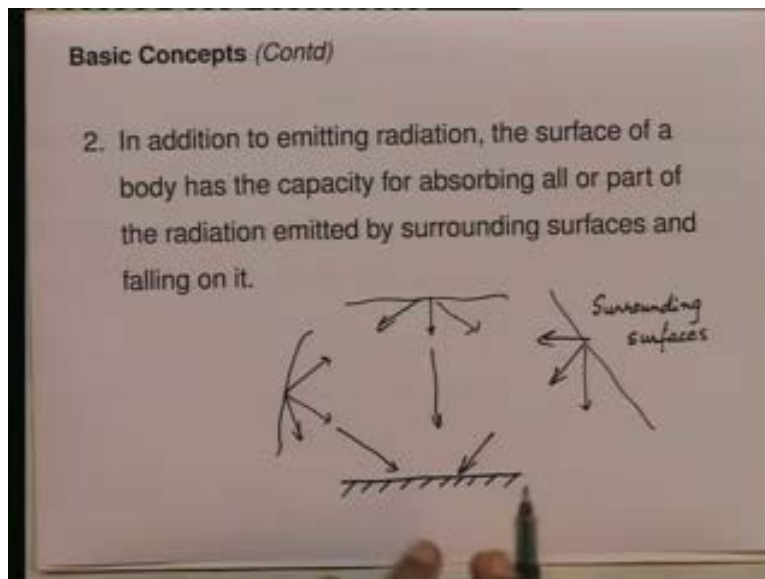 Basic Concepts (Contd)
2. In addition to emitting radiation, the surface of a
body has the capacity for absorbing all or part of
the radiation emitted by surrounding surfaces and
falling on it.
Surrounding
surfaces